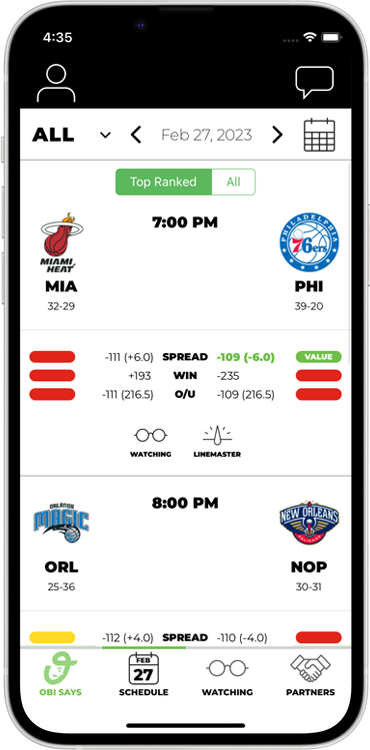 4:35
ALL Feb 27, 2023
Top Ranked All
7:00 PM
MIAMI HEAT
PHILADELPHIA 76ers
MIA PHI
32-29 39-20
-111 (+6.0) SPREAD -109 (-6.0) VALUE
+193 WIN -235
-111 (216.5) O/U -109 (216.5)
WATCHING LINEMASTER
8:00 PM
ORLANDO MAGIC
NEW ORLEANS PELICANS
ORL NOP
25-36 30-31
-112 (+4.0) SPREAD -110 (-4.0)
FEB
27
OBI SAYS SCHEDULE WATCHING PARTNERS